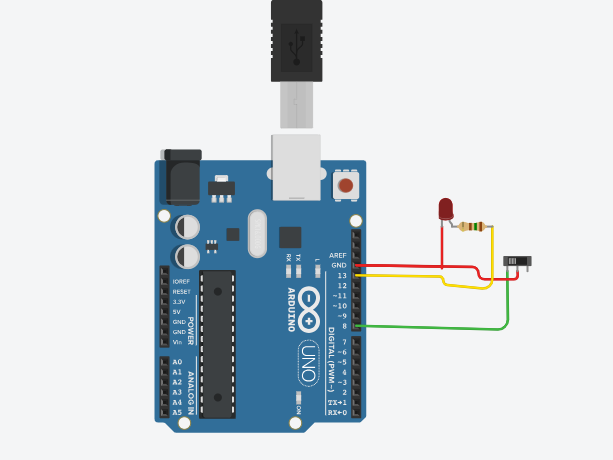 AREF
GND
13
12
~11
~10
~9
8
7
~6
~5
4
~3
2
TX→1
RX←0
DIGITAL (PWM~)
RX
TX
L
ARDUINO
UNO
ON
IOREF
RESET
3.3V
5V
GND
GND
Vin
POWER
A0
A1
A2
A3
A4
A5
ANALOG IN